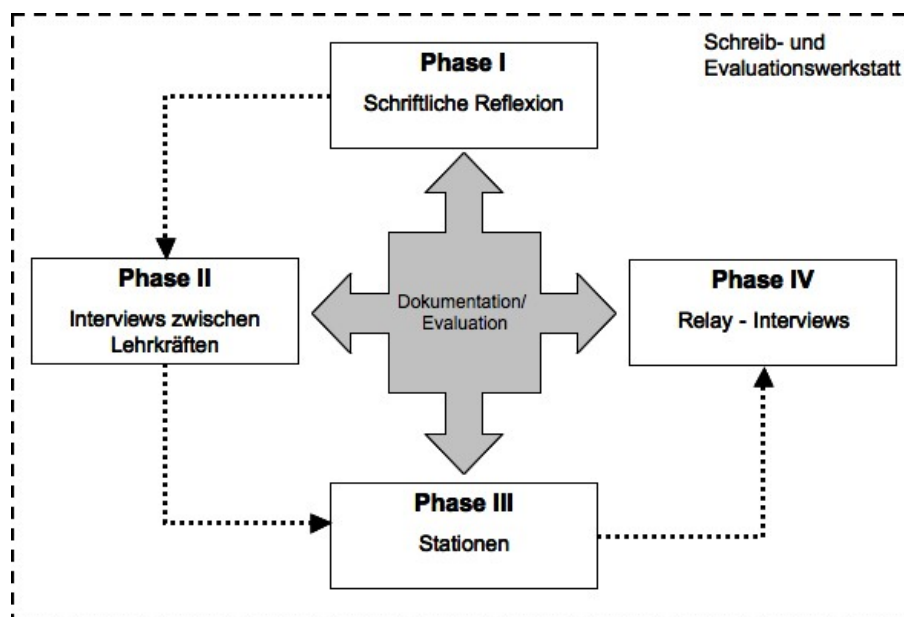 Schreib- und
Evaluationswerkstatt
Phase I
Schriftliche Reflexion
Phase II
Interviews zwischen
Lehrkräften
Dokumentation/
Evaluation
Phase IV
Relay - Interviews
Phase III
Stationen